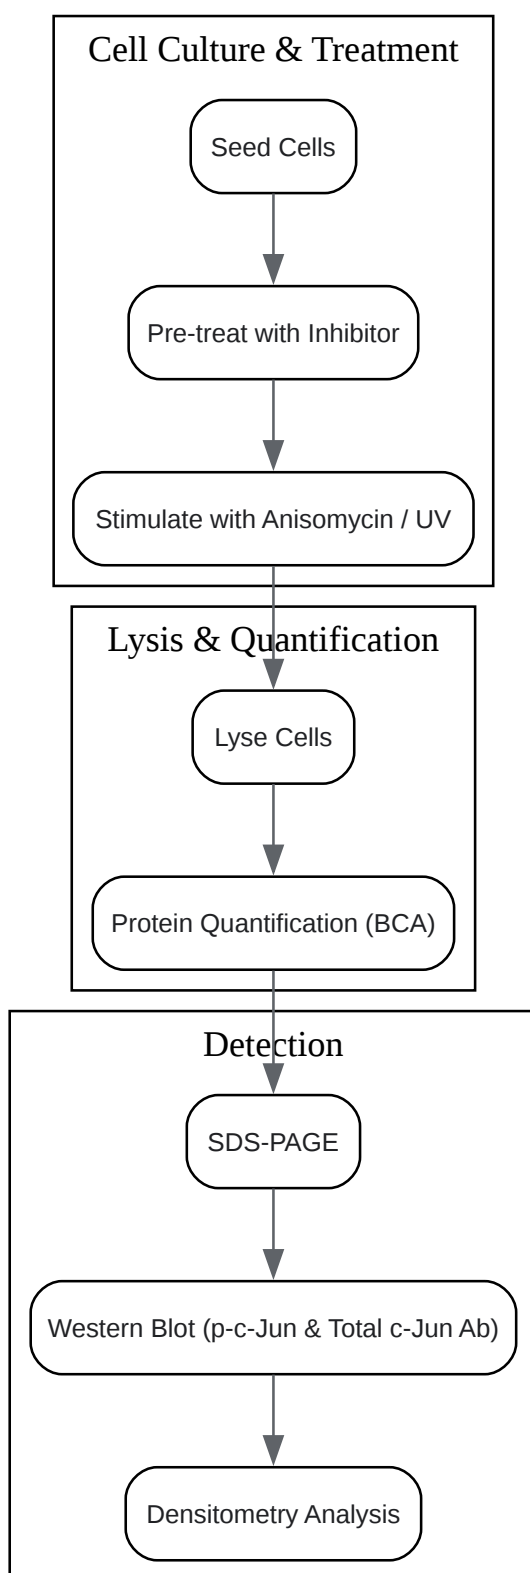 Cell Culture & Treatment
Seed Cells
Pre-treat with Inhibitor
Stimulate with Anisomycin / UV
Lysis & Quantification
Lyse Cells
Protein Quantification (BCA)
Detection
SDS-PAGE
Western Blot (p-c-Jun & Total c-Jun Ab)
Densitometry Analysis